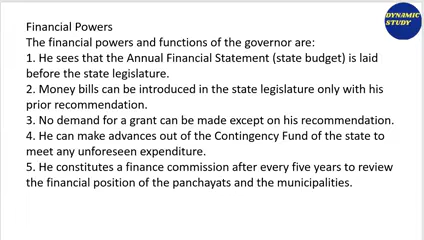 DYNAMIC
STUDY
Financial Powers
The financial powers and functions of the governor are:
1. He sees that the Annual Financial Statement (state budget) is laid
before the state legislature.
2. Money bills can be introduced in the state legislature only with his
prior recommendation.
3. No demand for a grant can be made except on his recommendation.
4. He can make advances out of the Contingency Fund of the state to
meet any unforeseen expenditure.
5. He constitutes a finance commission after every five years to review
the financial position of the panchayats and the municipalities.